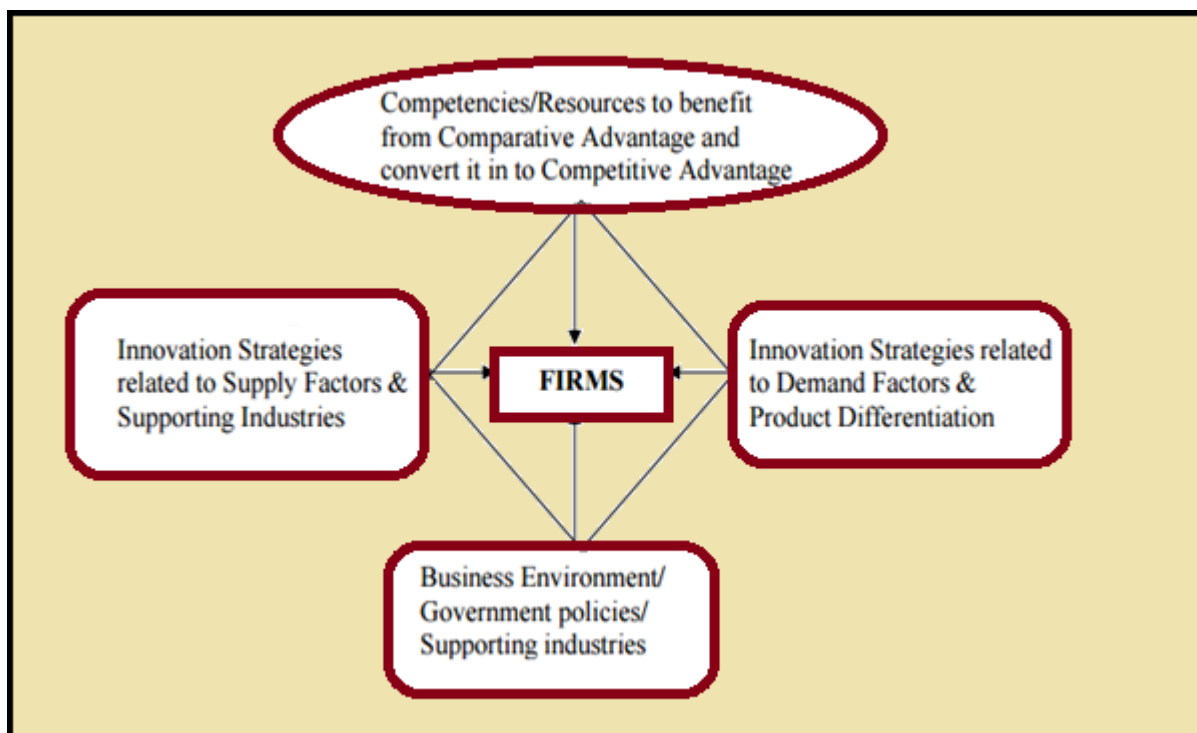 Competencies/Resources to benefit
from Comparative Advantage and
convert it in to Competitive Advantage
Innovation Strategies
related to Supply Factors &
Supporting Industries
FIRMS
Innovation Strategies related
to Demand Factors &
Product Differentiation
Business Environment/
Government policies/
Supporting industries